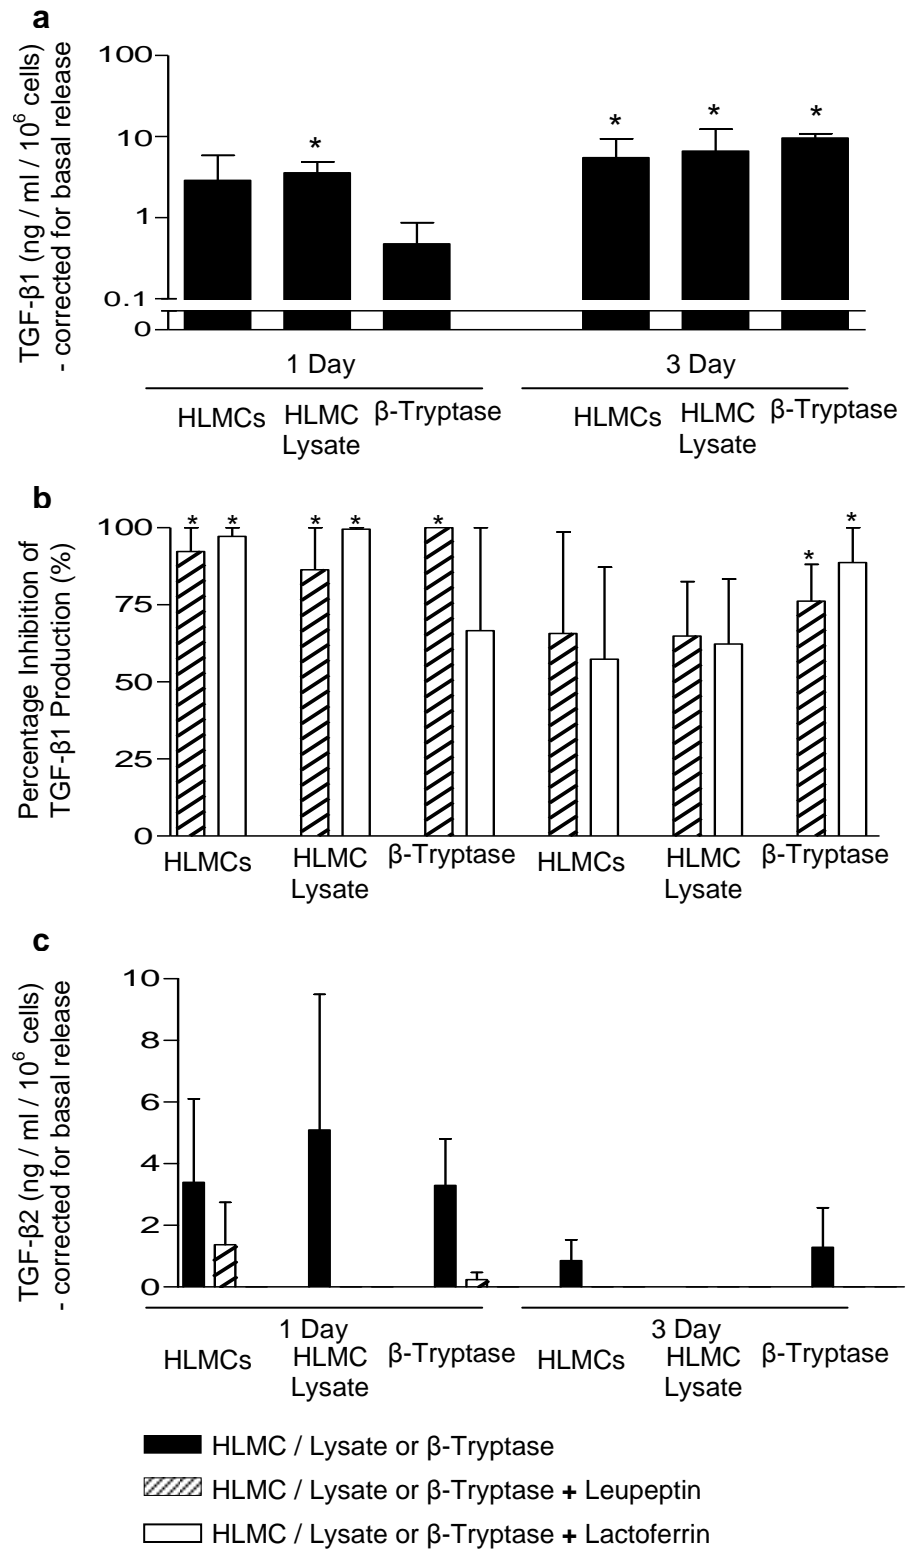 a
TGF-β1 (ng / ml / 10⁶ cells)
- corrected for basal release
100
10
1
0.1
0
* * * *
1 Day 3 Day
HLMCs HLMC Lysate β-Tryptase HLMCs HLMC Lysate β-Tryptase
b
Percentage Inhibition of
TGF-β1 Production (%)
100
75
50
25
0
* * * * * * *
HLMCs HLMC Lysate β-Tryptase HLMCs HLMC Lysate β-Tryptase
c
TGF-β2 (ng / ml / 10⁶ cells)
- corrected for basal release
10
8
6
4
2
0
1 Day 3 Day
HLMCs HLMC Lysate β-Tryptase HLMCs HLMC Lysate β-Tryptase
HLMC / Lysate or β-Tryptase
HLMC / Lysate or β-Tryptase + Leupeptin
HLMC / Lysate or β-Tryptase + Lactoferrin